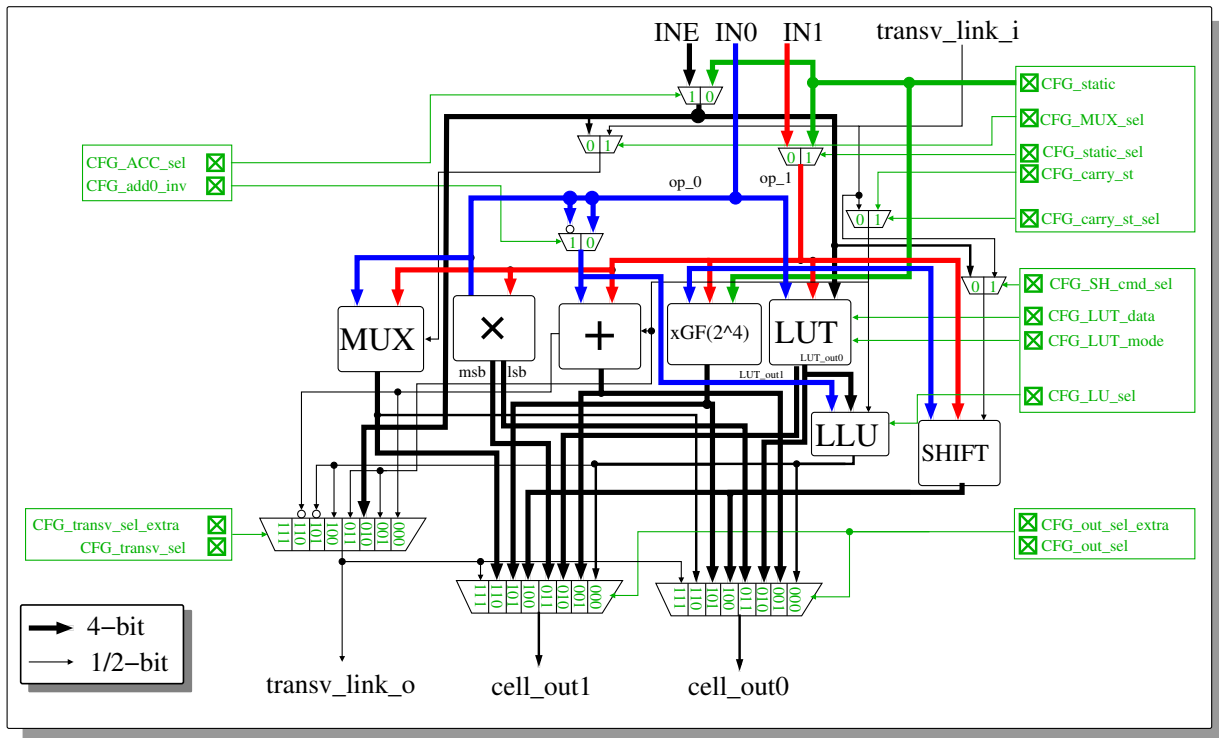 INE IN0 IN1 transv_link_i
CFG_static
1 0
CFG_MUX_sel
0 1
CFG_static_sel
0 1
CFG_ACC_sel
CFG_carry_st
CFG_add0_inv
op_0 op_1
CFG_carry_st_sel
0 1
1 0
CFG_SH_cmd_sel
0 1
CFG_LUT_data
MUX × + xGF(2^4) LUT
CFG_LUT_mode
LUT_out0
msb lsb LUT_out1
CFG_LU_sel
LLU
SHIFT
CFG_transv_sel_extra
CFG_transv_sel
111 110 101 100 011 010 001 000
CFG_out_sel_extra
CFG_out_sel
111 110 101 100 011 010 001 000
111 110 101 100 011 010 001 000
4−bit
1/2−bit
transv_link_o cell_out1 cell_out0